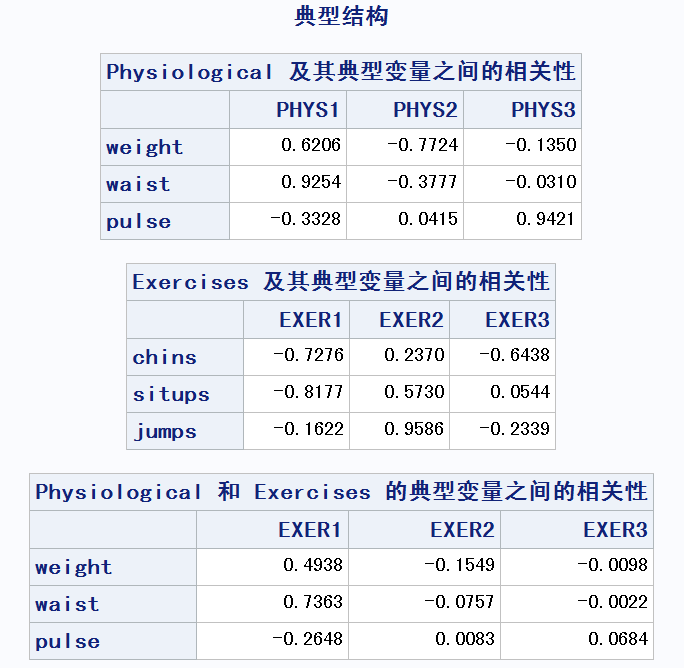 典型结构
Physiological 及其典型变量之间的相关性
PHYS1 PHYS2 PHYS3
weight 0.6206 -0.7724 -0.1350
waist 0.9254 -0.3777 -0.0310
pulse -0.3328 0.0415 0.9421
Exercises 及其典型变量之间的相关性
EXER1 EXER2 EXER3
chins -0.7276 0.2370 -0.6438
situps -0.8177 0.5730 0.0544
jumps -0.1622 0.9586 -0.2339
Physiological 和 Exercises 的典型变量之间的相关性
EXER1 EXER2 EXER3
weight 0.4938 -0.1549 -0.0098
waist 0.7363 -0.0757 -0.0022
pulse -0.2648 0.0083 0.0684